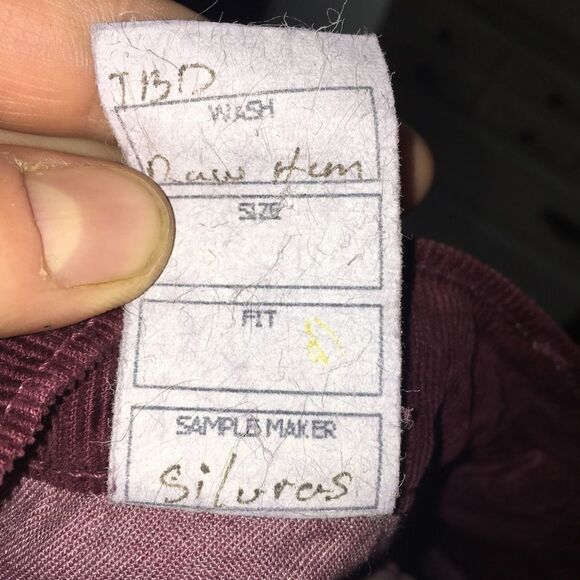 TBD
WASH
Raw Hem
SIZE
FIT
SAMPLE MAKER
Siluras